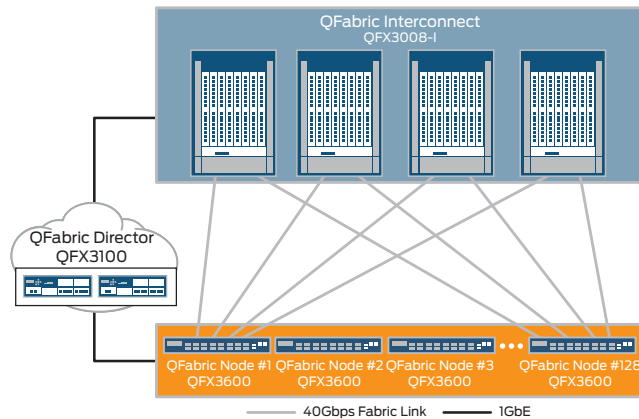 QFabric Interconnect
QFX3008-I
QFabric Director
QFX3100
QFabric Node #1
QFX3600
QFabric Node #2
QFX3600
QFabric Node #3
QFX3600
QFabric Node #128
QFX3600
40Gbps Fabric Link
1GbE